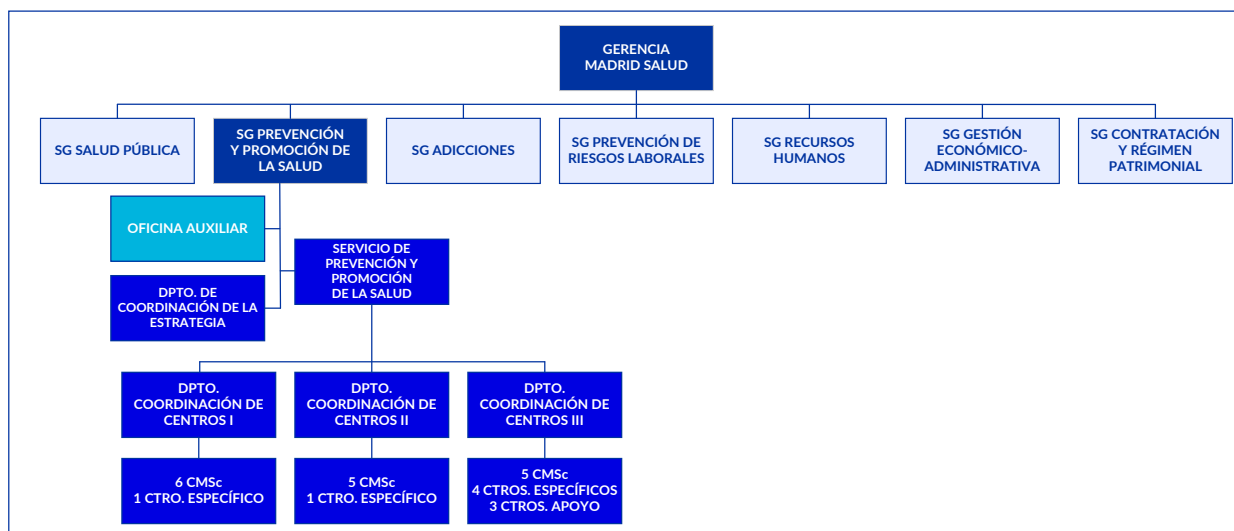 GERENCIA
MADRID SALUD
SG SALUD PÚBLICA
SG PREVENCIÓN
Y PROMOCIÓN DE
LA SALUD
SG ADICCIONES
SG PREVENCIÓN DE
RIESGOS LABORALES
SG RECURSOS
HUMANOS
SG GESTIÓN
ECONÓMICO-
ADMINISTRATIVA
SG CONTRATACIÓN
Y RÉGIMEN
PATRIMONIAL
OFICINA AUXILIAR
SERVICIO DE
PREVENCIÓN Y
PROMOCIÓN
DE LA SALUD
DPTO. DE
COORDINACIÓN DE LA
ESTRATEGIA
DPTO.
COORDINACIÓN DE
CENTROS I
DPTO.
COORDINACIÓN DE
CENTROS II
DPTO.
COORDINACIÓN DE
CENTROS III
6 CMSc
1 CTRO. ESPECÍFICO
5 CMSc
1 CTRO. ESPECÍFICO
5 CMSc
4 CTROS. ESPECÍFICOS
3 CTROS. APOYO